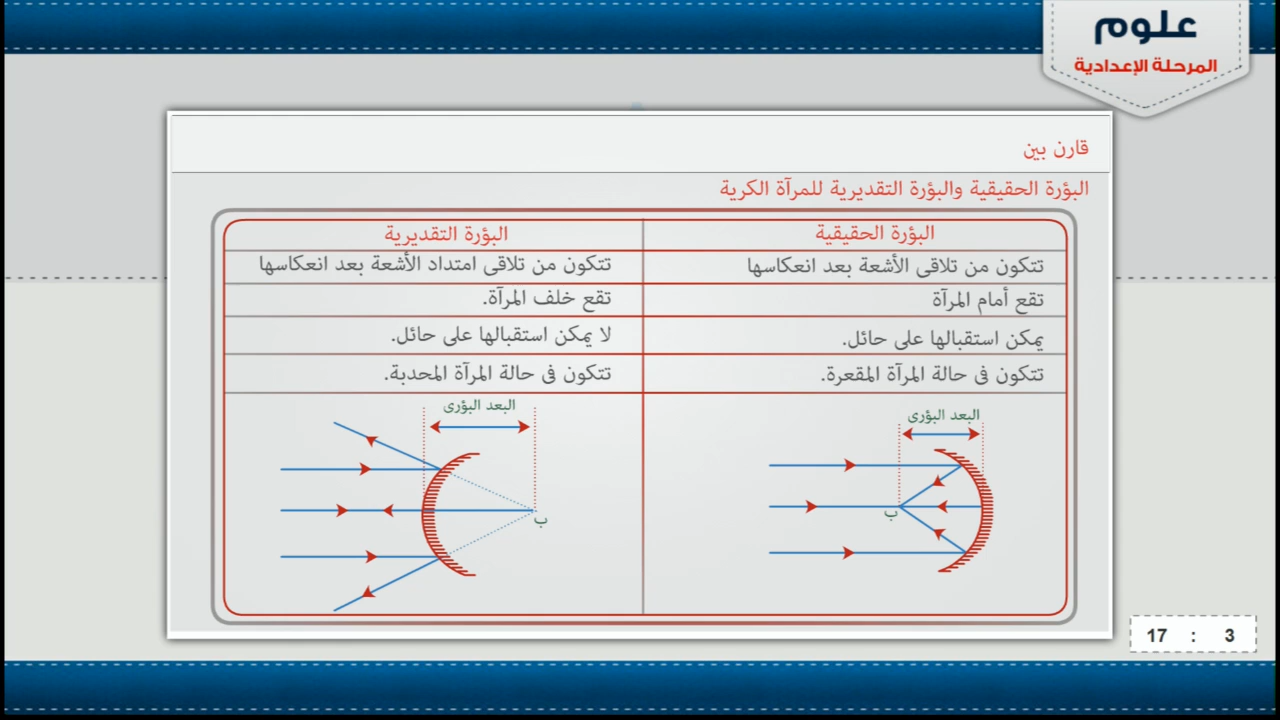 علوم
المرحلة الإعدادية
قارن بين
البؤرة الحقيقية والبؤرة التقديرية للمرآة الكرية
البؤرة الحقيقية
البؤرة التقديرية
تتكون من تلاقى الأشعة بعد انعكاسها
تتكون من تلاقى امتداد الأشعة بعد انعكاسها
تقع أمام المرآة
تقع خلف المرآة.
يمكن استقبالها على حائل.
لا يمكن استقبالها على حائل.
تتكون فى حالة المرآة المقعرة.
تتكون فى حالة المرآة المحدبة.
البعد البؤرى
ب
البعد البؤرى
ب
17 : 3